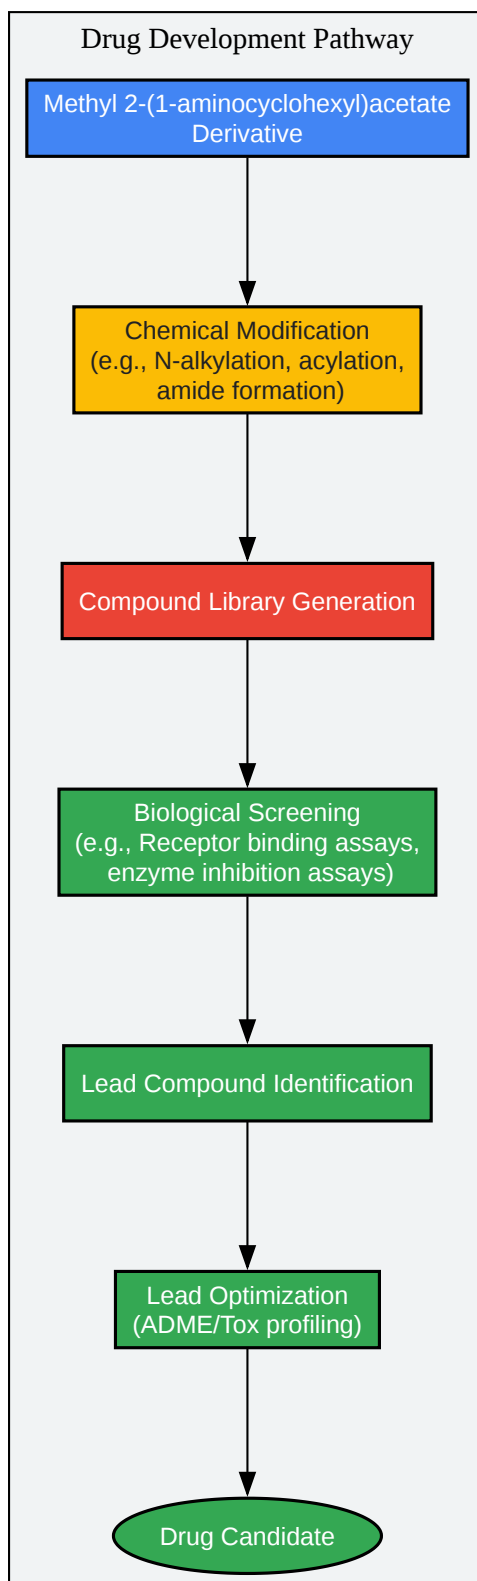 Drug Development Pathway
Methyl 2-(1-aminocyclohexyl)acetate
Derivative
Chemical Modification
(e.g., N-alkylation, acylation,
amide formation)
Compound Library Generation
Biological Screening
(e.g., Receptor binding assays,
enzyme inhibition assays)
Lead Compound Identification
Lead Optimization
(ADME/Tox profiling)
Drug Candidate